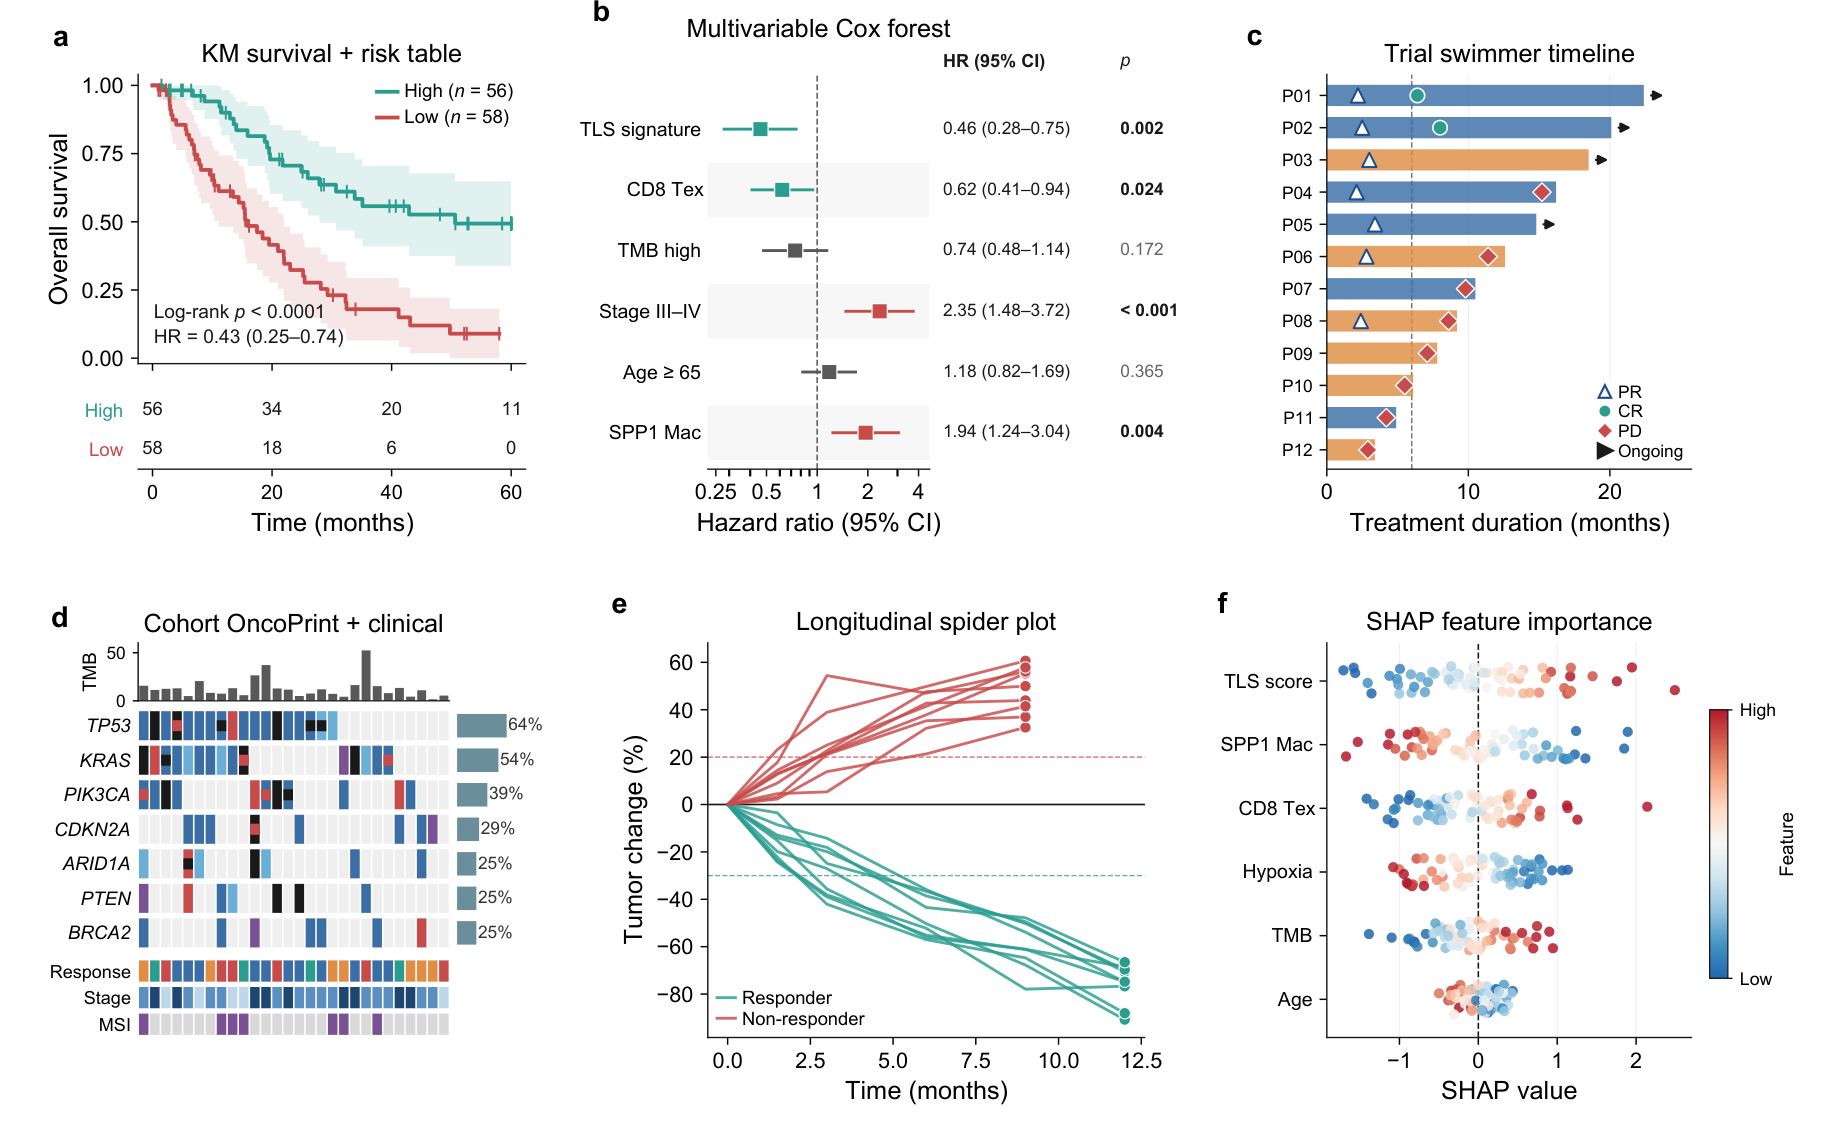 a
KM survival + risk table
Overall survival
1.00
0.75
0.50
0.25
0.00
High (n = 56)
Low (n = 58)
Log-rank p < 0.0001
HR = 0.43 (0.25–0.74)
High 56 34 20 11
Low 58 18 6 0
0 20 40 60
Time (months)
b
Multivariable Cox forest
HR (95% CI) p
TLS signature 0.46 (0.28–0.75) 0.002
CD8 Tex 0.62 (0.41–0.94) 0.024
TMB high 0.74 (0.48–1.14) 0.172
Stage III–IV 2.35 (1.48–3.72) < 0.001
Age ≥ 65 1.18 (0.82–1.69) 0.365
SPP1 Mac 1.94 (1.24–3.04) 0.004
0.25 0.5 1 2 4
Hazard ratio (95% CI)
c
Trial swimmer timeline
P01
P02
P03
P04
P05
P06
P07
P08
P09
P10
P11
P12
PR
CR
PD
Ongoing
0 10 20
Treatment duration (months)
d
Cohort OncoPrint + clinical
TMB
50
0
TP53 64%
KRAS 54%
PIK3CA 39%
CDKN2A 29%
ARID1A 25%
PTEN 25%
BRCA2 25%
Response
Stage
MSI
e
Longitudinal spider plot
Tumor change (%)
60
40
20
0
−20
−40
−60
−80
Responder
Non-responder
0.0 2.5 5.0 7.5 10.0 12.5
Time (months)
f
SHAP feature importance
TLS score
SPP1 Mac
CD8 Tex
Hypoxia
TMB
Age
−1 0 1 2
SHAP value
High
Low
Feature